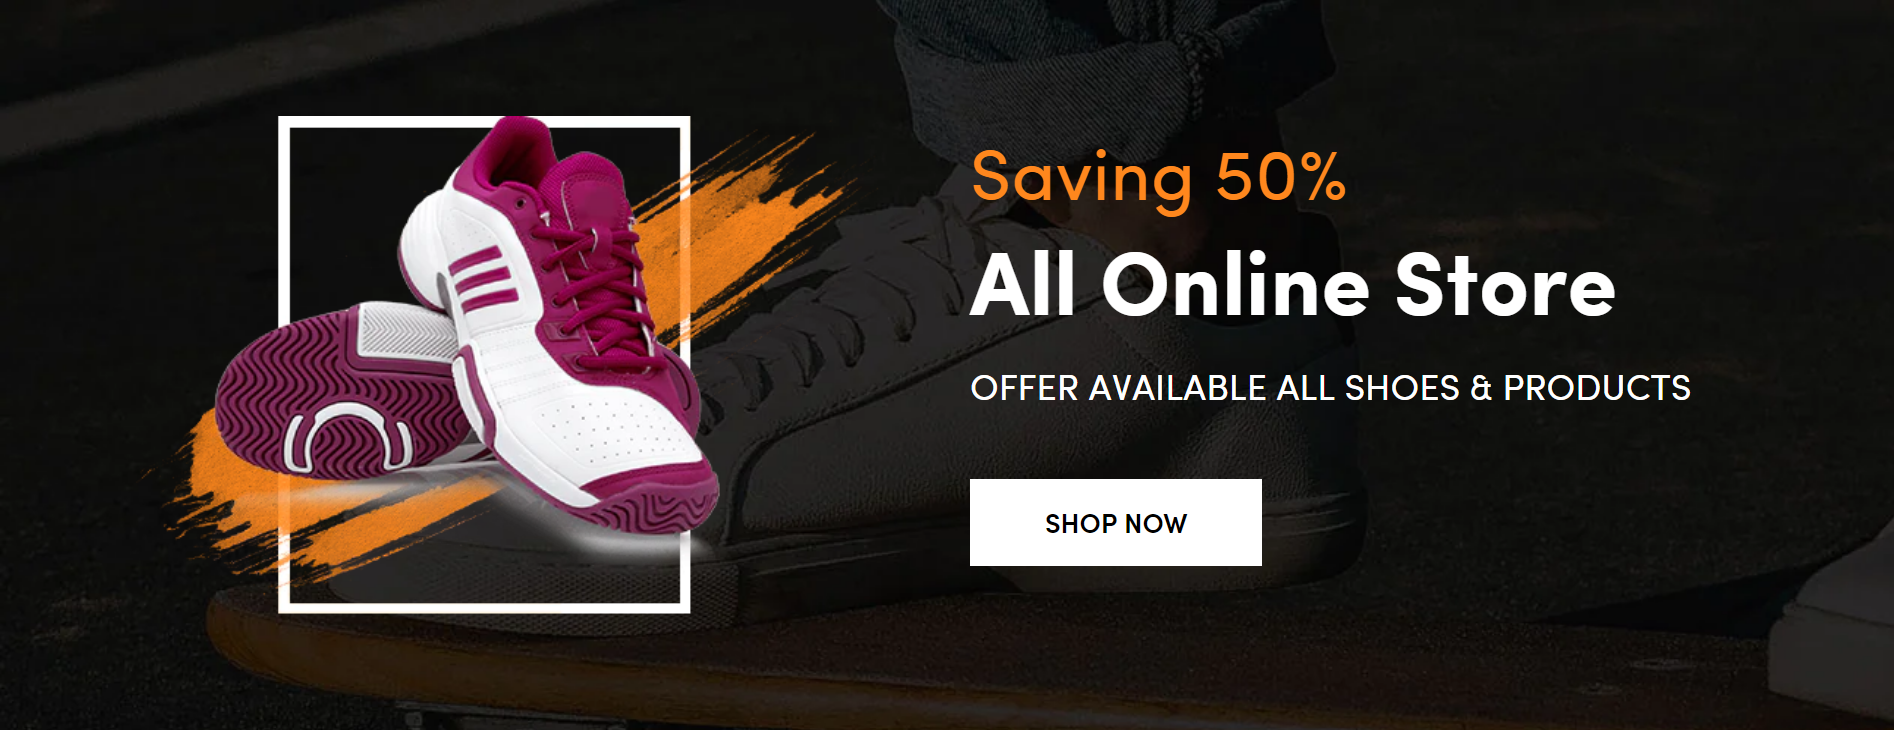 Saving 50%
All Online Store
OFFER AVAILABLE ALL SHOES & PRODUCTS
SHOP NOW